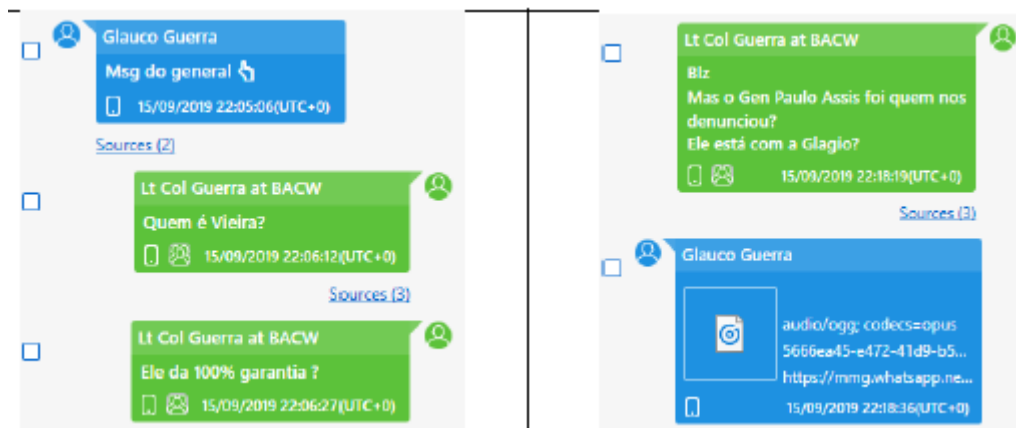 Glauco Guerra
Msg do general 👆
15/09/2019 22:05:06(UTC+0)
Sources (2)
Lt Col Guerra at BACW
Quem é Vieira?
15/09/2019 22:06:12(UTC+0)
Sources (3)
Lt Col Guerra at BACW
Ele da 100% garantia ?
15/09/2019 22:06:27(UTC+0)
Lt Col Guerra at BACW
Blz
Mas o Gen Paulo Assis foi quem nos
denunciou?
Ele está com a Glagio?
15/09/2019 22:18:19(UTC+0)
Sources (3)
Glauco Guerra
audio/ogg; codecs=opus
5666ea45-e472-41d9-b5...
https://mmg.whatsapp.ne...
15/09/2019 22:18:36(UTC+0)